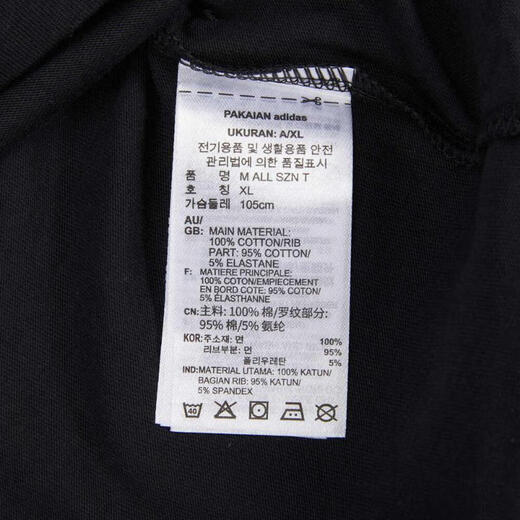 PAKAIAN adidas
UKURAN: A/XL
전기용품 및 생활용품 안전
관리법에 의한 품질표시
품 명 M ALL SZN T
호 칭 XL
가슴둘레 105cm
AU/
GB: MAIN MATERIAL:
100% COTTON/RIB
PART: 95% COTTON/
5% ELASTANE
F: MATIERE PRINCIPALE:
100% COTON/EMPIECEMENT
EN BORD COTE: 95% COTON/
5% ÉLASTHANNE
CN: 主料:100% 棉/罗纹部分:
95% 棉/5% 氨纶
KOR: 주소재: 면 100%
리브부분: 면 95%
폴리우레탄 5%
IND: MATERIAL UTAMA: 100% KATUN/
BAGIAN RIB: 95% KATUN/
5% SPANDEX
40